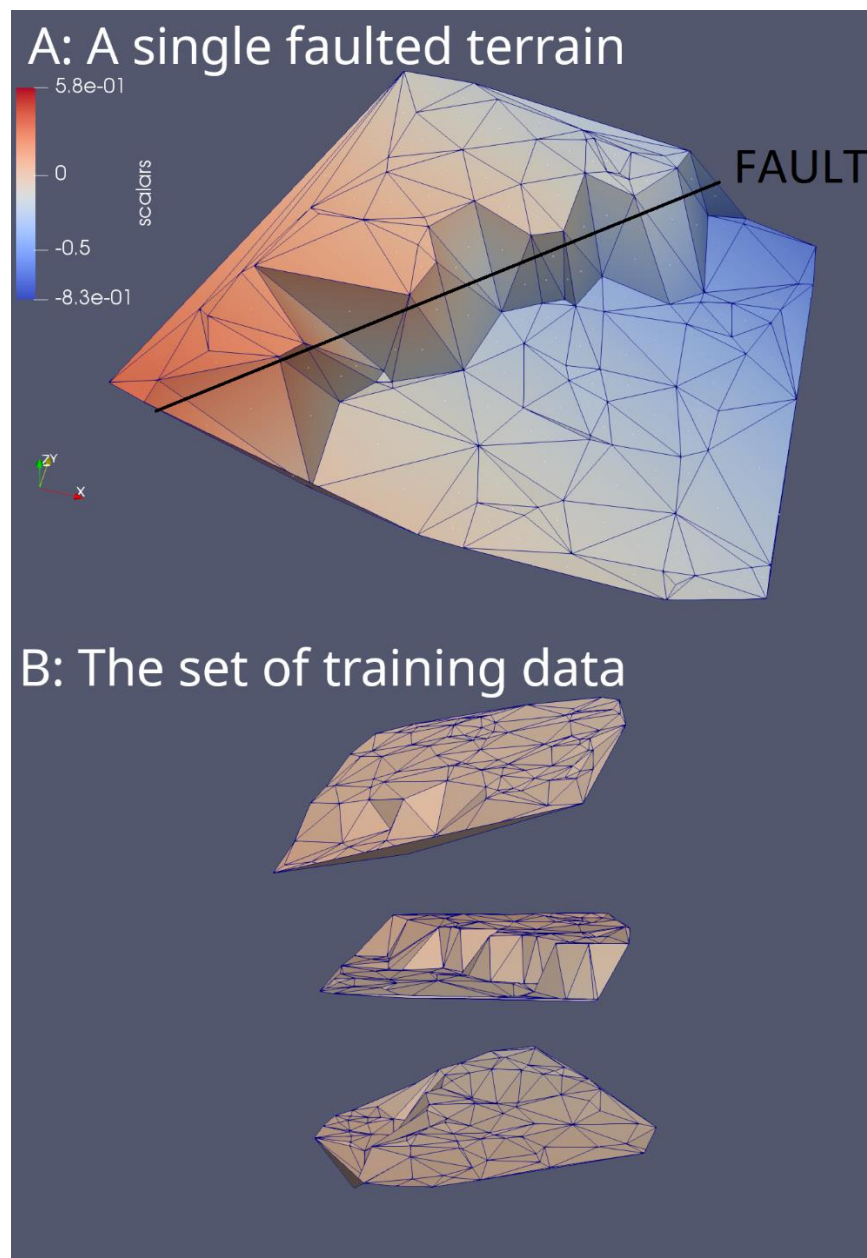 A: A single faulted terrain
5.8e-01
0
-0.5
-8.3e-01
scalars
FAULT
ZY
X
B: The set of training data